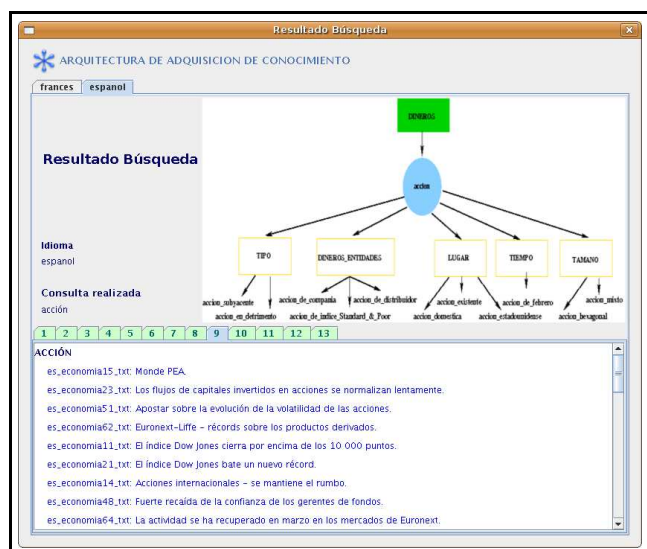 Resultado Búsqueda
ARQUITECTURA DE ADQUISICION DE CONOCIMIENTO
frances espanol
DINEROS
Resultado Búsqueda
accion
Idioma
espanol
TIPO DINEROS_ENTIDADES LUGAR TIEMPO TAMANO
Consulta realizada
acción
accion_subyacente accion_de_compania accion_de_distribuidor accion_existente accion_de_febrero accion_mixto
accion_en_detrimento accion_de_indice_Standard_&_Poor accion_domestica accion_estadounidense accion_hexagonal
1 2 3 4 5 6 7 8 9 10 11 12 13
ACCIÓN
es_economia15_txt: Monde PEA.
es_economia23_txt: Los flujos de capitales invertidos en acciones se normalizan lentamente.
es_economia51_txt: Apostar sobre la evolución de la volatilidad de las acciones.
es_economia62_txt: Euronext-Liffe – récords sobre los productos derivados.
es_economia11_txt: El índice Dow Jones cierra por encima de los 10 000 puntos.
es_economia21_txt: El índice Dow Jones bate un nuevo récord.
es_economia14_txt: Acciones internacionales – se mantiene el rumbo.
es_economia48_txt: Fuerte recaída de la confianza de los gerentes de fondos.
es_economia64_txt: La actividad se ha recuperado en marzo en los mercados de Euronext.